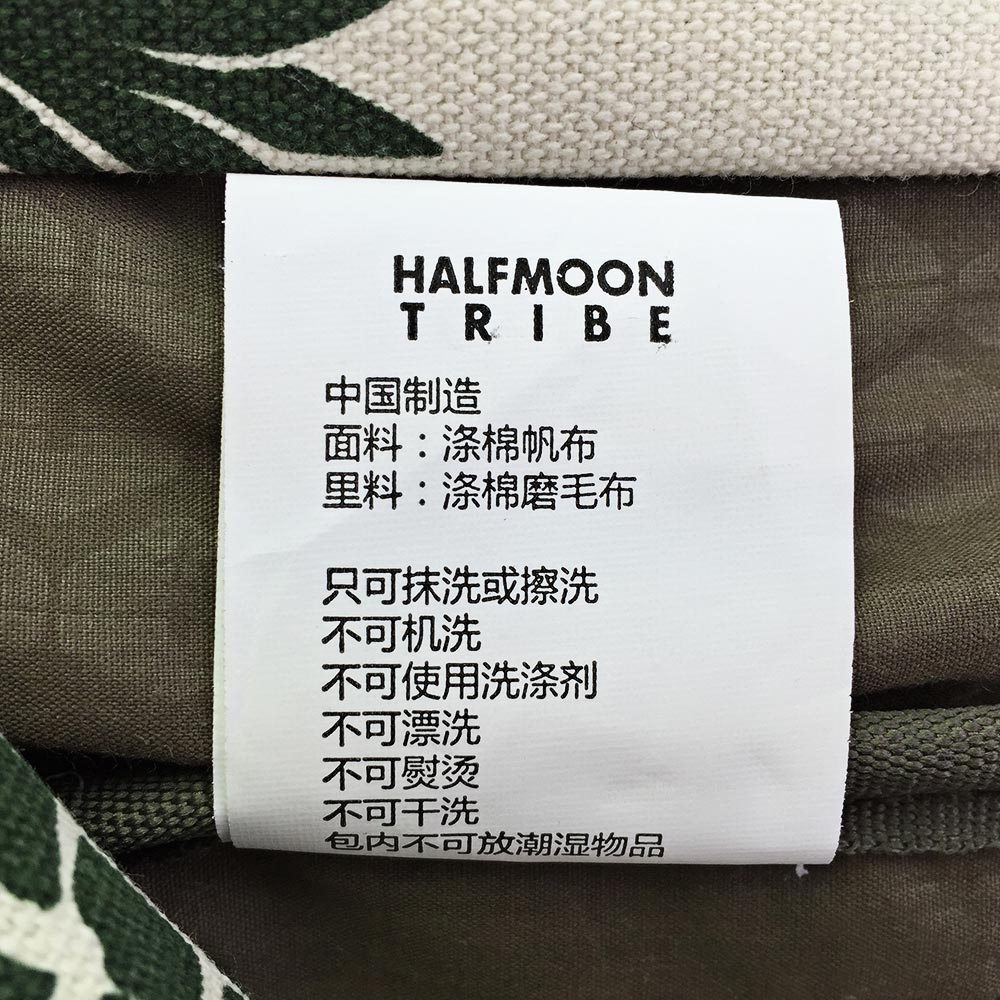 HALFMOON
TRIBE
中国制造
面料：涤棉帆布
里料：涤棉磨毛布
只可抹洗或擦洗
不可机洗
不可使用洗涤剂
不可漂洗
不可熨烫
不可干洗
包内不可放潮湿物品